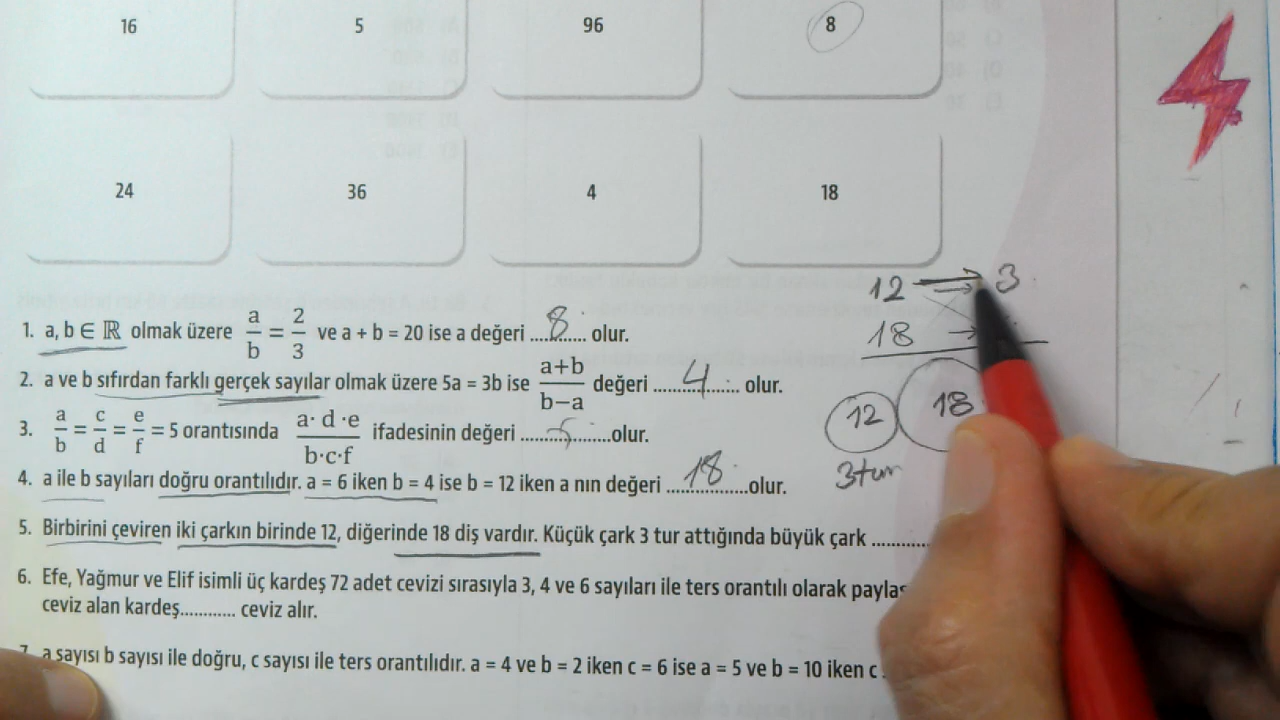 16 5 96 8
24 36 4 18
12 → 3
18 →
12 18
3 tur
1. a, b ∈ ℝ olmak üzere a/b = 2/3 ve a + b = 20 ise a değeri ....8...... olur.
2. a ve b sıfırdan farklı gerçek sayılar olmak üzere 5a = 3b ise a+b/b−a değeri .......4....... olur.
3. a/b = c/d = e/f = 5 orantısında a· d ·e/b·c·f ifadesinin değeri .......5.......olur.
4. a ile b sayıları doğru orantılıdır. a = 6 iken b = 4 ise b = 12 iken a nın değeri ....18.......olur.
5. Birbirini çeviren iki çarkın birinde 12, diğerinde 18 diş vardır. Küçük çark 3 tur attığında büyük çark ............
6. Efe, Yağmur ve Elif isimli üç kardeş 72 adet cevizi sırasıyla 3, 4 ve 6 sayıları ile ters orantılı olarak
ceviz alan kardeş............ ceviz alır.
a sayısı b sayısı ile doğru, c sayısı ile ters orantılıdır. a = 4 ve b = 2 iken c = 6 ise a = 5 ve b = 10 iken c